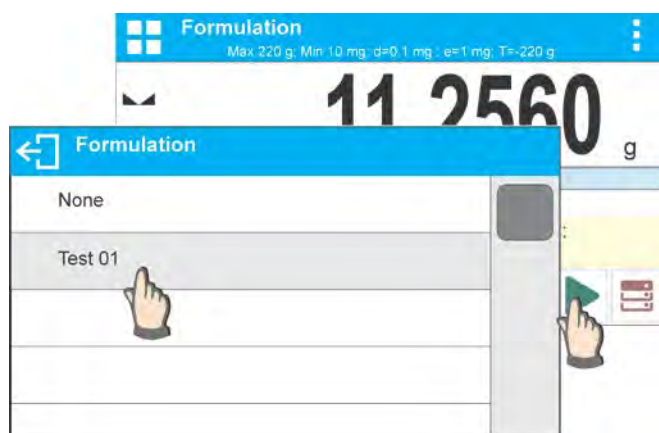 Formulation
Max 220 g; Min 10 mg; d=0.1 mg ; e=1 mg; T=-220 g
11.2560
g
Formulation
None
Test 01
: